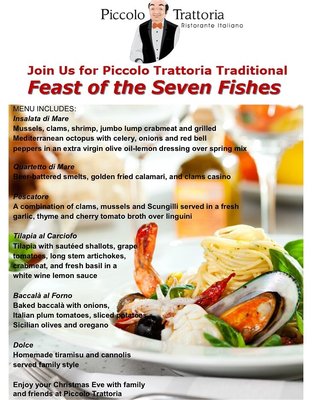 Piccolo Trattoria
Ristorante Italiano
Join Us for Piccolo Trattoria Traditional
Feast of the Seven Fishes
MENU INCLUDES:
Insalata di Mare
Mussels, clams, shrimp, jumbo lump crabmeat and grilled
Mediterranean octopus with celery, onions and red bell
peppers in an extra virgin olive oil-lemon dressing over spring mix
Quartetto di Mare
Beer-battered smelts, golden fried calamari, and clams casino
Pescatore
A combination of clams, mussels and Scungilli served in a fresh
garlic, thyme and cherry tomato broth over linguini
Tilapia al Carciofo
Tilapia with sautéed shallots, grape
tomatoes, long stem artichokes,
crabmeat, and fresh basil in a
white wine lemon sauce
Baccalà al Forno
Baked baccalà with onions,
Italian plum tomatoes, sliced potatoes,
Sicilian olives and oregano
Dolce
Homemade tiramisu and cannolis
served family style
Enjoy your Christmas Eve with family
and friends at Piccolo Trattoria